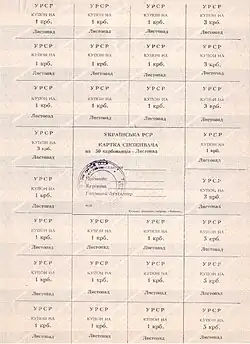 УРСР УРСР УРСР УРСР
КУПОН НА КУПОН НА КУПОН НА КУПОН НА
1 крб. 1 крб. 1 крб. 3 крб.
Листопад Листопад Листопад Листопад
УРСР УРСР УРСР УРСР
КУПОН НА КУПОН НА КУПОН НА КУПОН НА
1 крб. 1 крб. 1 крб. 3 крб.
Листопад Листопад Листопад Листопад
УРСР УРСР УРСР УРСР
КУПОН НА КУПОН НА КУПОН НА КУПОН НА
1 крб. 1 крб. 1 крб. 3 крб.
Листопад Листопад Листопад Листопад
УРСР
КУПОН НА
3 крб.
Листопад
УКРАЇНСЬКА РСР
КАРТКА СПОЖИВАЧА
на 50 карбованців - Листопад
Прізвище
Керівник
Головний бухгалтер
М.П.
УРСР
КУПОН НА
1 крб.
Листопад
УРСР
КУПОН НА
1 крб.
Листопад
УРСР
КУПОН НА
3 крб.
Листопад
УРСР УРСР УРСР УРСР
КУПОН НА КУПОН НА КУПОН НА КУПОН НА
1 крб. 1 крб. 1 крб. 5 крб.
Листопад Листопад Листопад Листопад
УРСР УРСР УРСР УРСР
КУПОН НА КУПОН НА КУПОН НА КУПОН НА
1 крб. 1 крб. 1 крб. 5 крб.
Листопад Листопад Листопад Листопад
УРСР УРСР УРСР УРСР
КУПОН НА КУПОН НА КУПОН НА КУПОН НА
1 крб. 1 крб. 1 крб. 5 крб.
Листопад Листопад Листопад Листопад